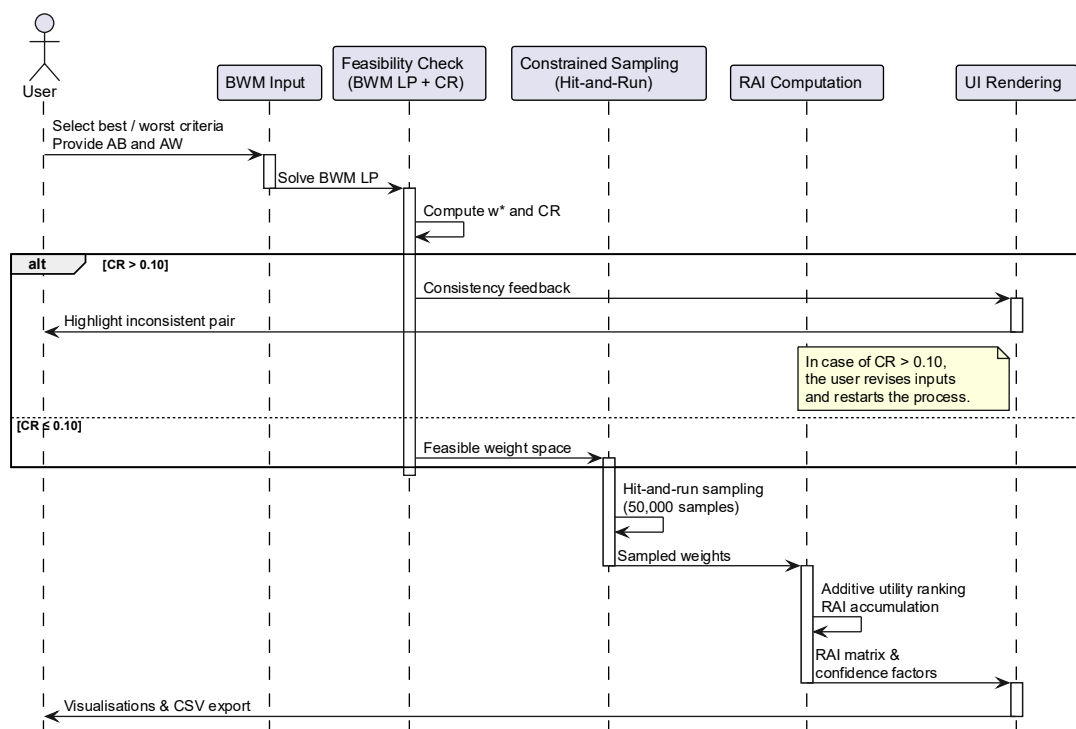 User
BWM Input
Feasibility Check
(BWM LP + CR)
Constrained Sampling
(Hit-and-Run)
RAI Computation
UI Rendering
Select best / worst criteria
Provide AB and AW
Solve BWM LP
Compute w* and CR
alt
[CR > 0.10]
Consistency feedback
Highlight inconsistent pair
In case of CR > 0.10,
the user revises inputs
and restarts the process.
[CR ≤ 0.10]
Feasible weight space
Hit-and-run sampling
(50,000 samples)
Sampled weights
Additive utility ranking
RAI accumulation
RAI matrix &
confidence factors
Visualisations & CSV export